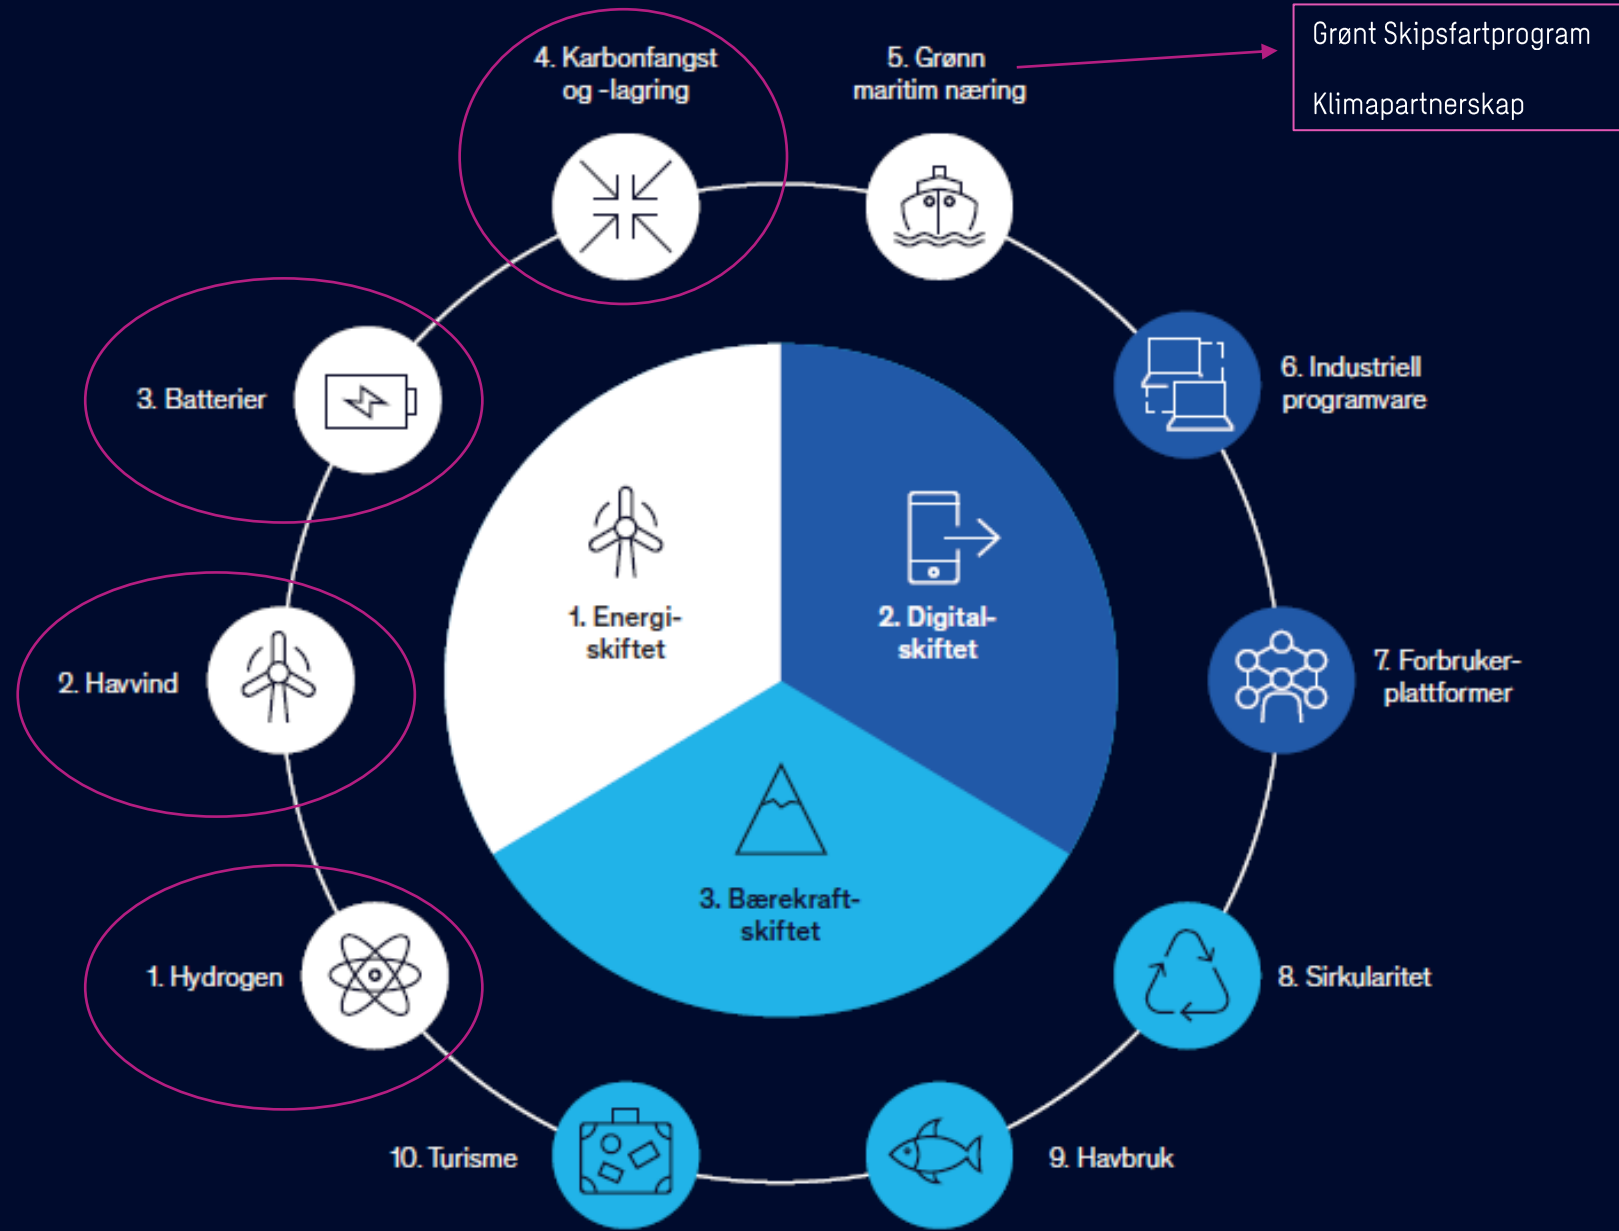 Grønt Skipsfartprogram
Klimapartnerskap
4. Karbonfangst
og -lagring
5. Grønn
maritim næring
3. Batterier
6. Industriell
programvare
1. Energi-
skiftet
2. Digital-
skiftet
2. Havvind
7. Forbruker-
plattformer
3. Bærekraft-
skiftet
1. Hydrogen
8. Sirkularitet
10. Turisme
9. Havbruk